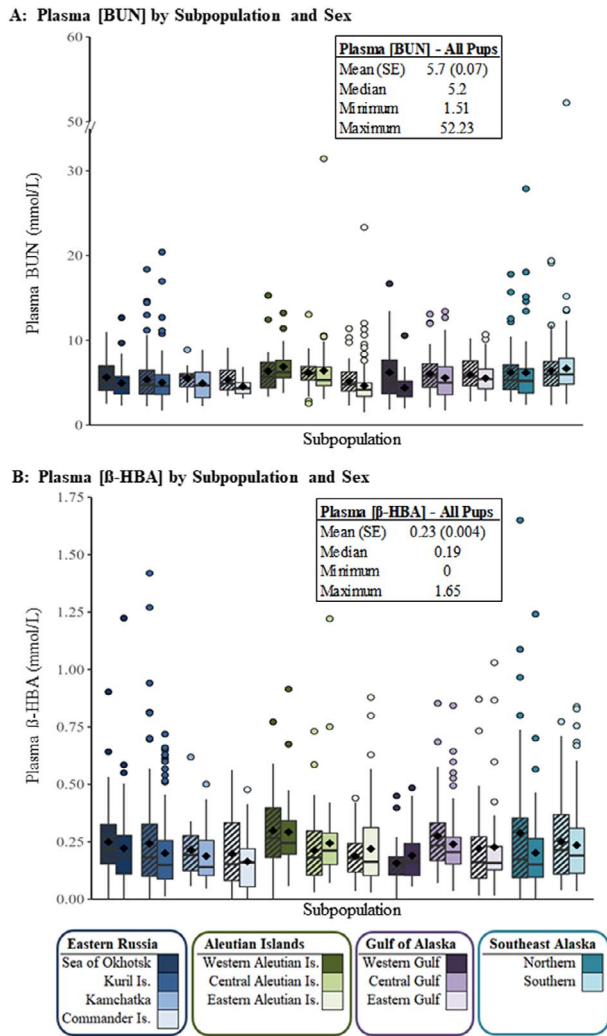 A: Plasma [BUN] by Subpopulation and Sex
60
Plasma [BUN] - All Pups
Mean (SE) 5.7 (0.07)
Median 5.2
Minimum 1.51
Maximum 52.23
50
30
20
10
0
Plasma BUN (mmol/L)
Subpopulation
B: Plasma [ß-HBA] by Subpopulation and Sex
1.75
Plasma [β-HBA] - All Pups
Mean (SE) 0.23 (0.004)
Median 0.19
Minimum 0
Maximum 1.65
1.50
1.25
1.00
0.75
0.50
0.25
0.00
Plasma ß-HBA (mmol/L)
Subpopulation
Eastern Russia
Sea of Okhotsk
Kuril Is.
Kamchatka
Commander Is.
Aleutian Islands
Western Aleutian Is.
Central Aleutian Is.
Eastern Aleutian Is.
Gulf of Alaska
Western Gulf
Central Gulf
Eastern Gulf
Southeast Alaska
Northern
Southern